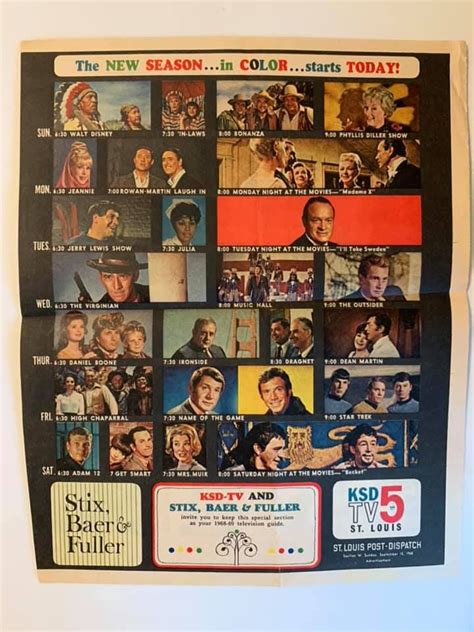 The NEW SEASON...in COLOR...starts TODAY!
SUN. 6:30 WALT DISNEY 7:30 'IN-LAWS 8:00 BONANZA 9:00 PHYLLIS DILLER SHOW
MON. 6:30 JEANNIE 7:00 ROWAN-MARTIN LAUGH IN 8:00 MONDAY NIGHT AT THE MOVIES—"Madame X"
TUES. 6:30 JERRY LEWIS SHOW 7:30 JULIA 8:00 TUESDAY NIGHT AT THE MOVIES—"I'll Take Sweden"
WED. 6:30 THE VIRGINIAN 8:00 MUSIC HALL 9:00 THE OUTSIDER
THUR. 6:30 DANIEL BOONE 7:30 IRONSIDE 8:30 DRAGNET 9:00 DEAN MARTIN
FRI. 6:30 HIGH CHAPARRAL 7:30 NAME OF THE GAME 9:00 STAR TREK
SAT. 6:30 ADAM 12 7 GET SMART 7:30 MRS. MUIR 8:00 SATURDAY NIGHT AT THE MOVIES—"Becket"
Stix,
Baer &
Fuller
KSD-TV AND
STIX, BAER & FULLER
invite you to keep this special section
as your 1968-69 television guide.
KSD
TV 5
ST. LOUIS
ST. LOUIS POST-DISPATCH
Section W Sunday, September 15, 1968
Advertisement